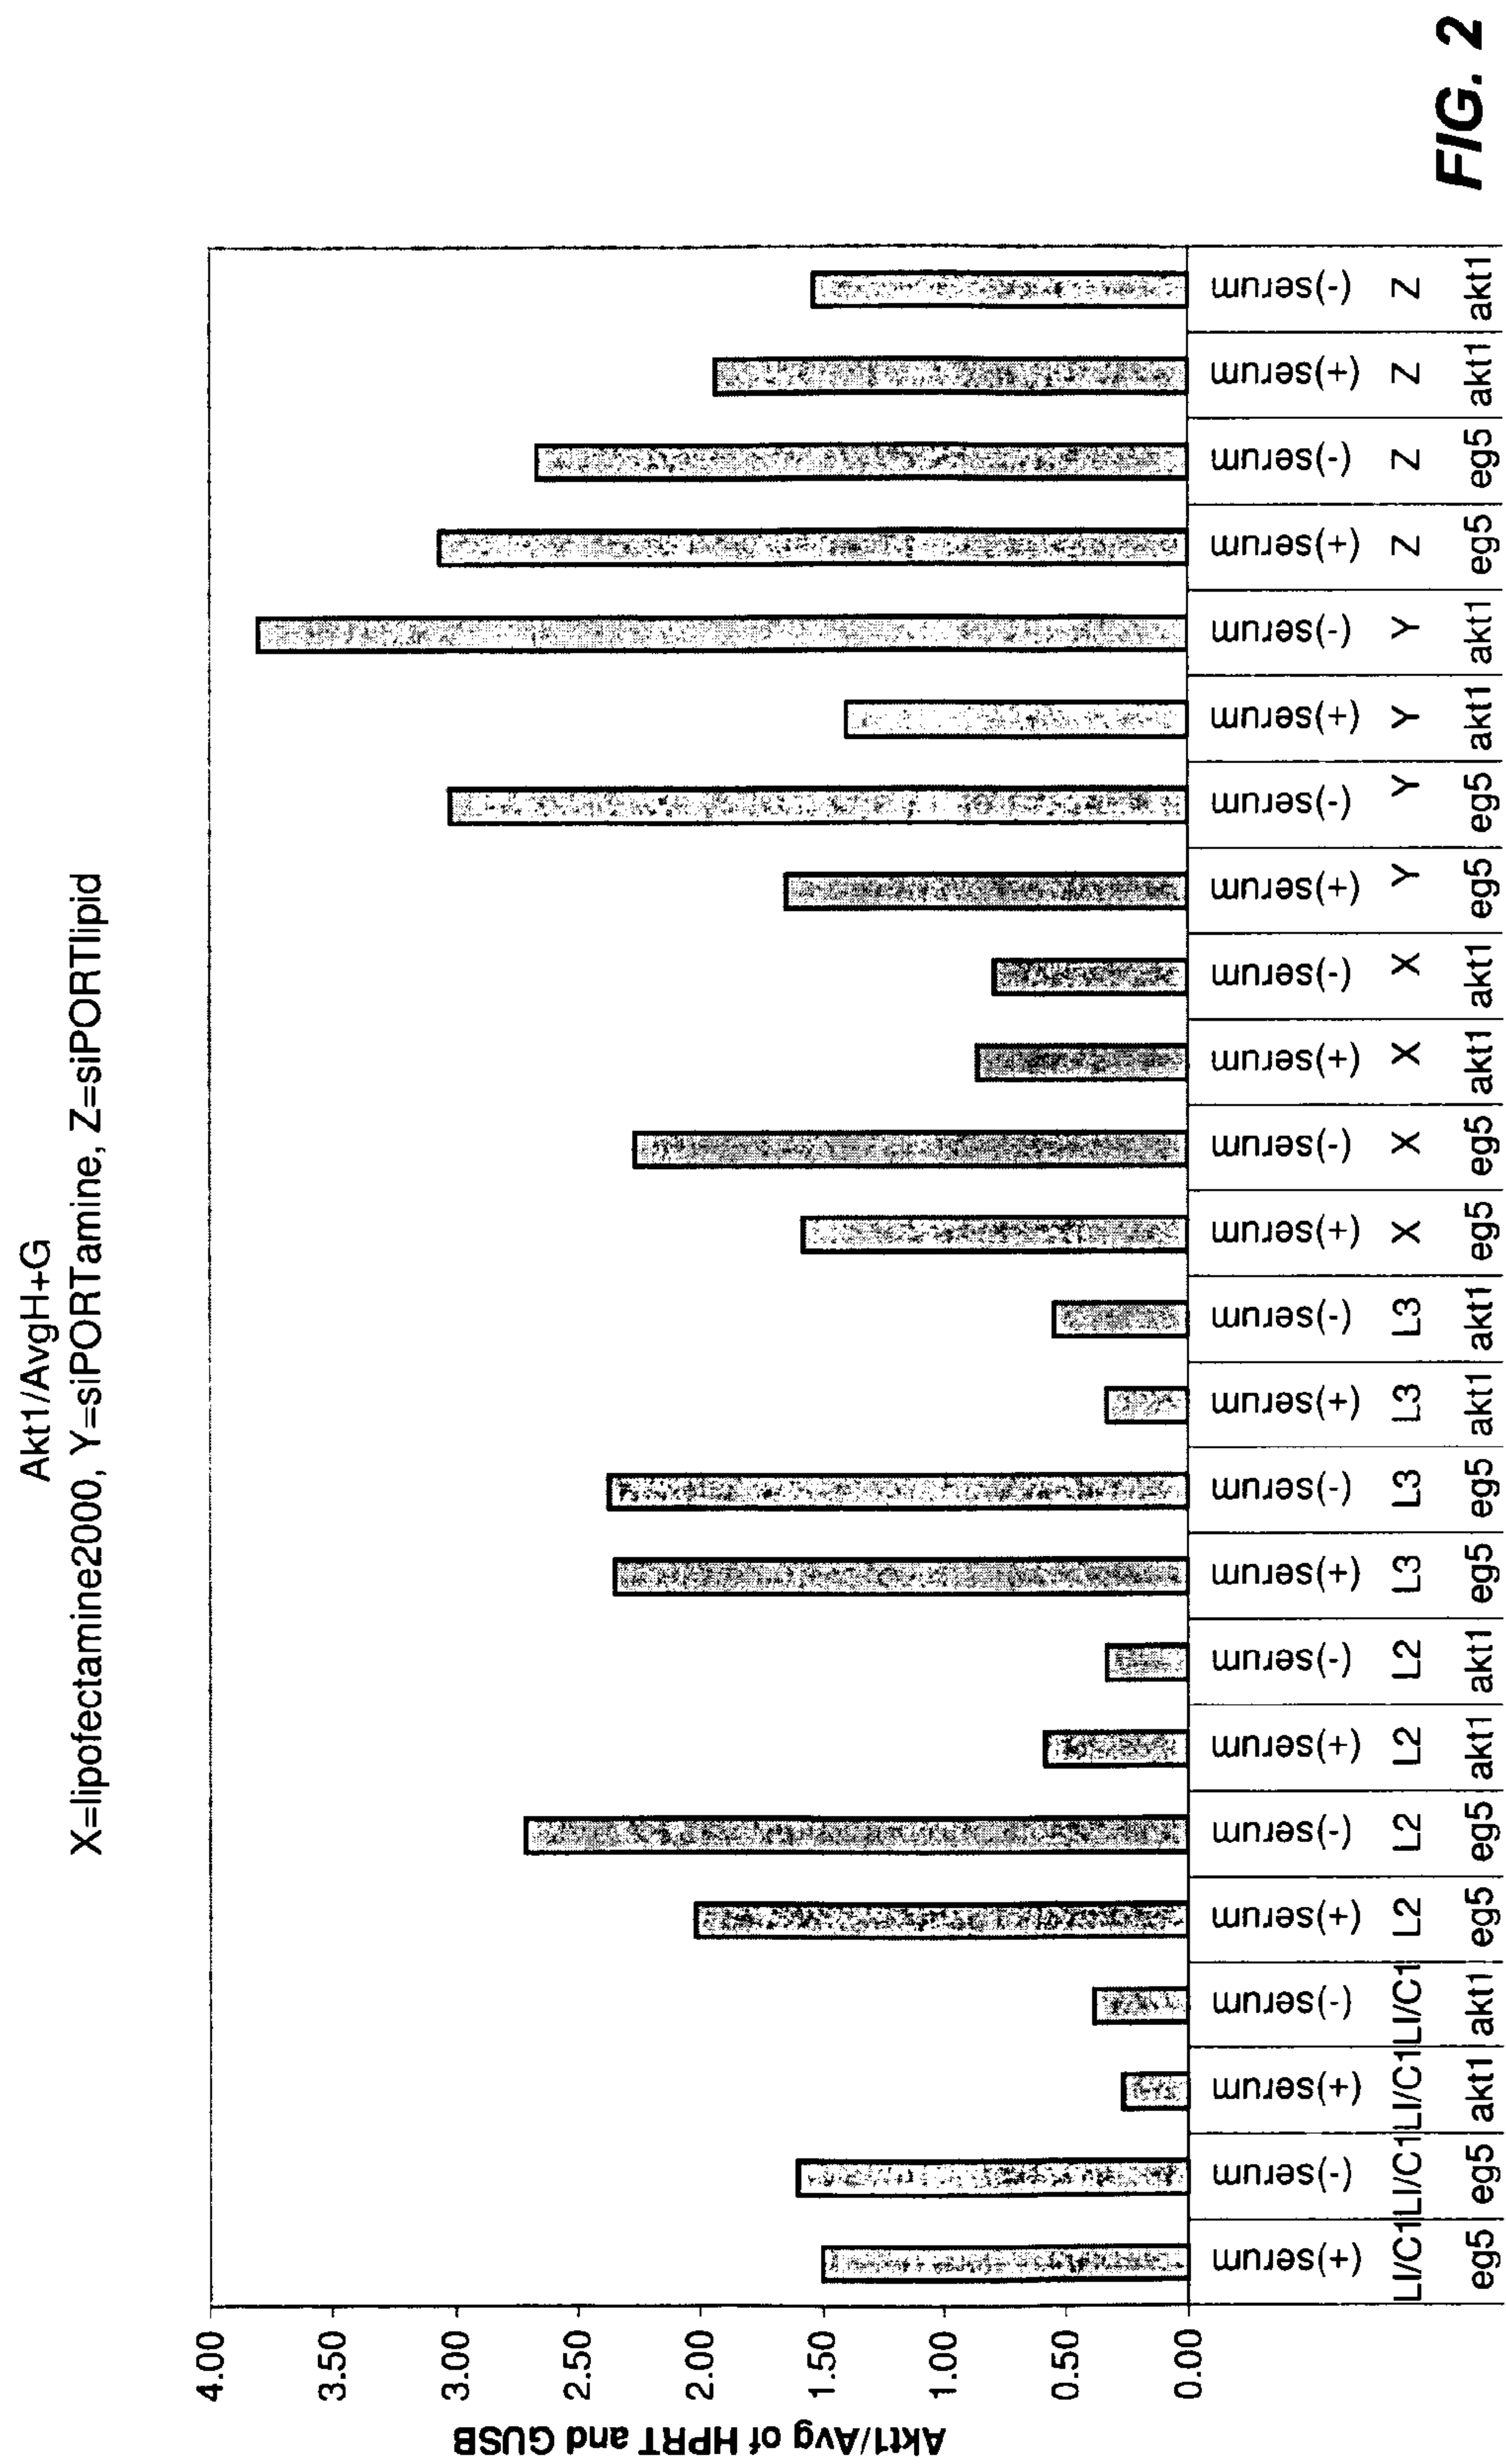 Akt1/AvgH+G
X=lipofectamine2000, Y=siPORTamine, Z=siPORTlipid
Akt1/Avg of HPRT and GUSB
4.00
3.50
3.00
2.50
2.00
1.50
1.00
0.50
0.00
(+)serum (-)serum (+)serum (-)serum (+)serum (-)serum (+)serum (-)serum (+)serum (-)serum (+)serum (-)serum (+)serum (-)serum (+)serum (-)serum (+)serum (-)serum (+)serum (-)serum (+)serum (-)serum (+)serum (-)serum
LI/C1 LI/C1 LI/C1 LI/C1 L2 L2 L2 L2 L3 L3 L3 L3 X X X X Y Y Y Y Z Z Z Z
eg5 eg5 akt1 akt1 eg5 eg5 akt1 akt1 eg5 eg5 akt1 akt1 eg5 eg5 akt1 akt1 eg5 eg5 akt1 akt1 eg5 eg5 akt1 akt1
FIG. 2